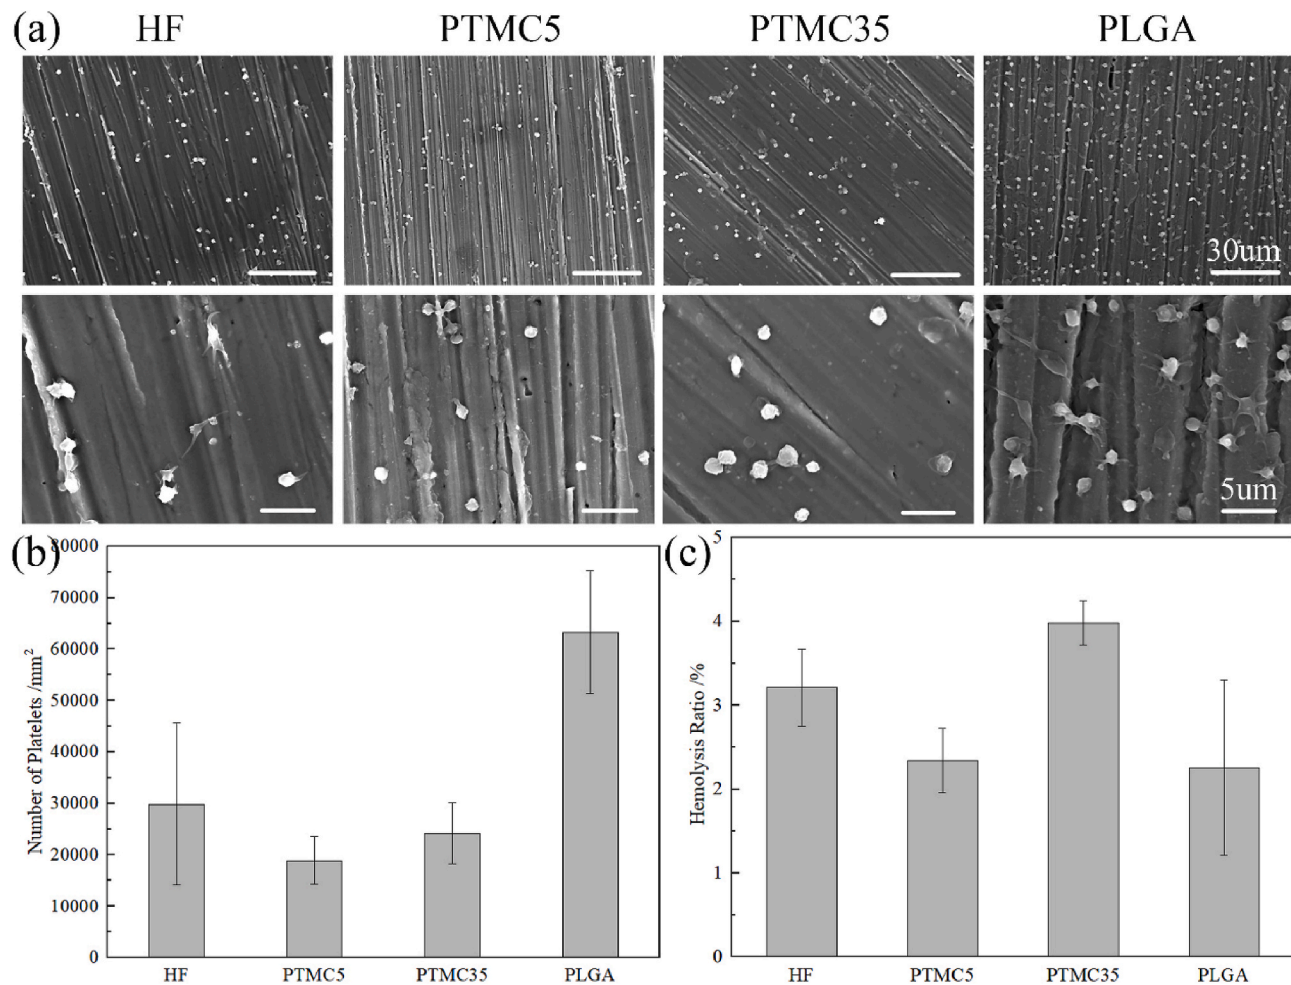 (a) HF PTMC5 PTMC35 PLGA
30um
5um
(b)
80000
70000
60000
50000
40000
30000
20000
10000
0
Number of Platelets /mm²
HF PTMC5 PTMC35 PLGA
(c)
5
4
3
2
1
0
Hemolysis Ratio /%
HF PTMC5 PTMC35 PLGA